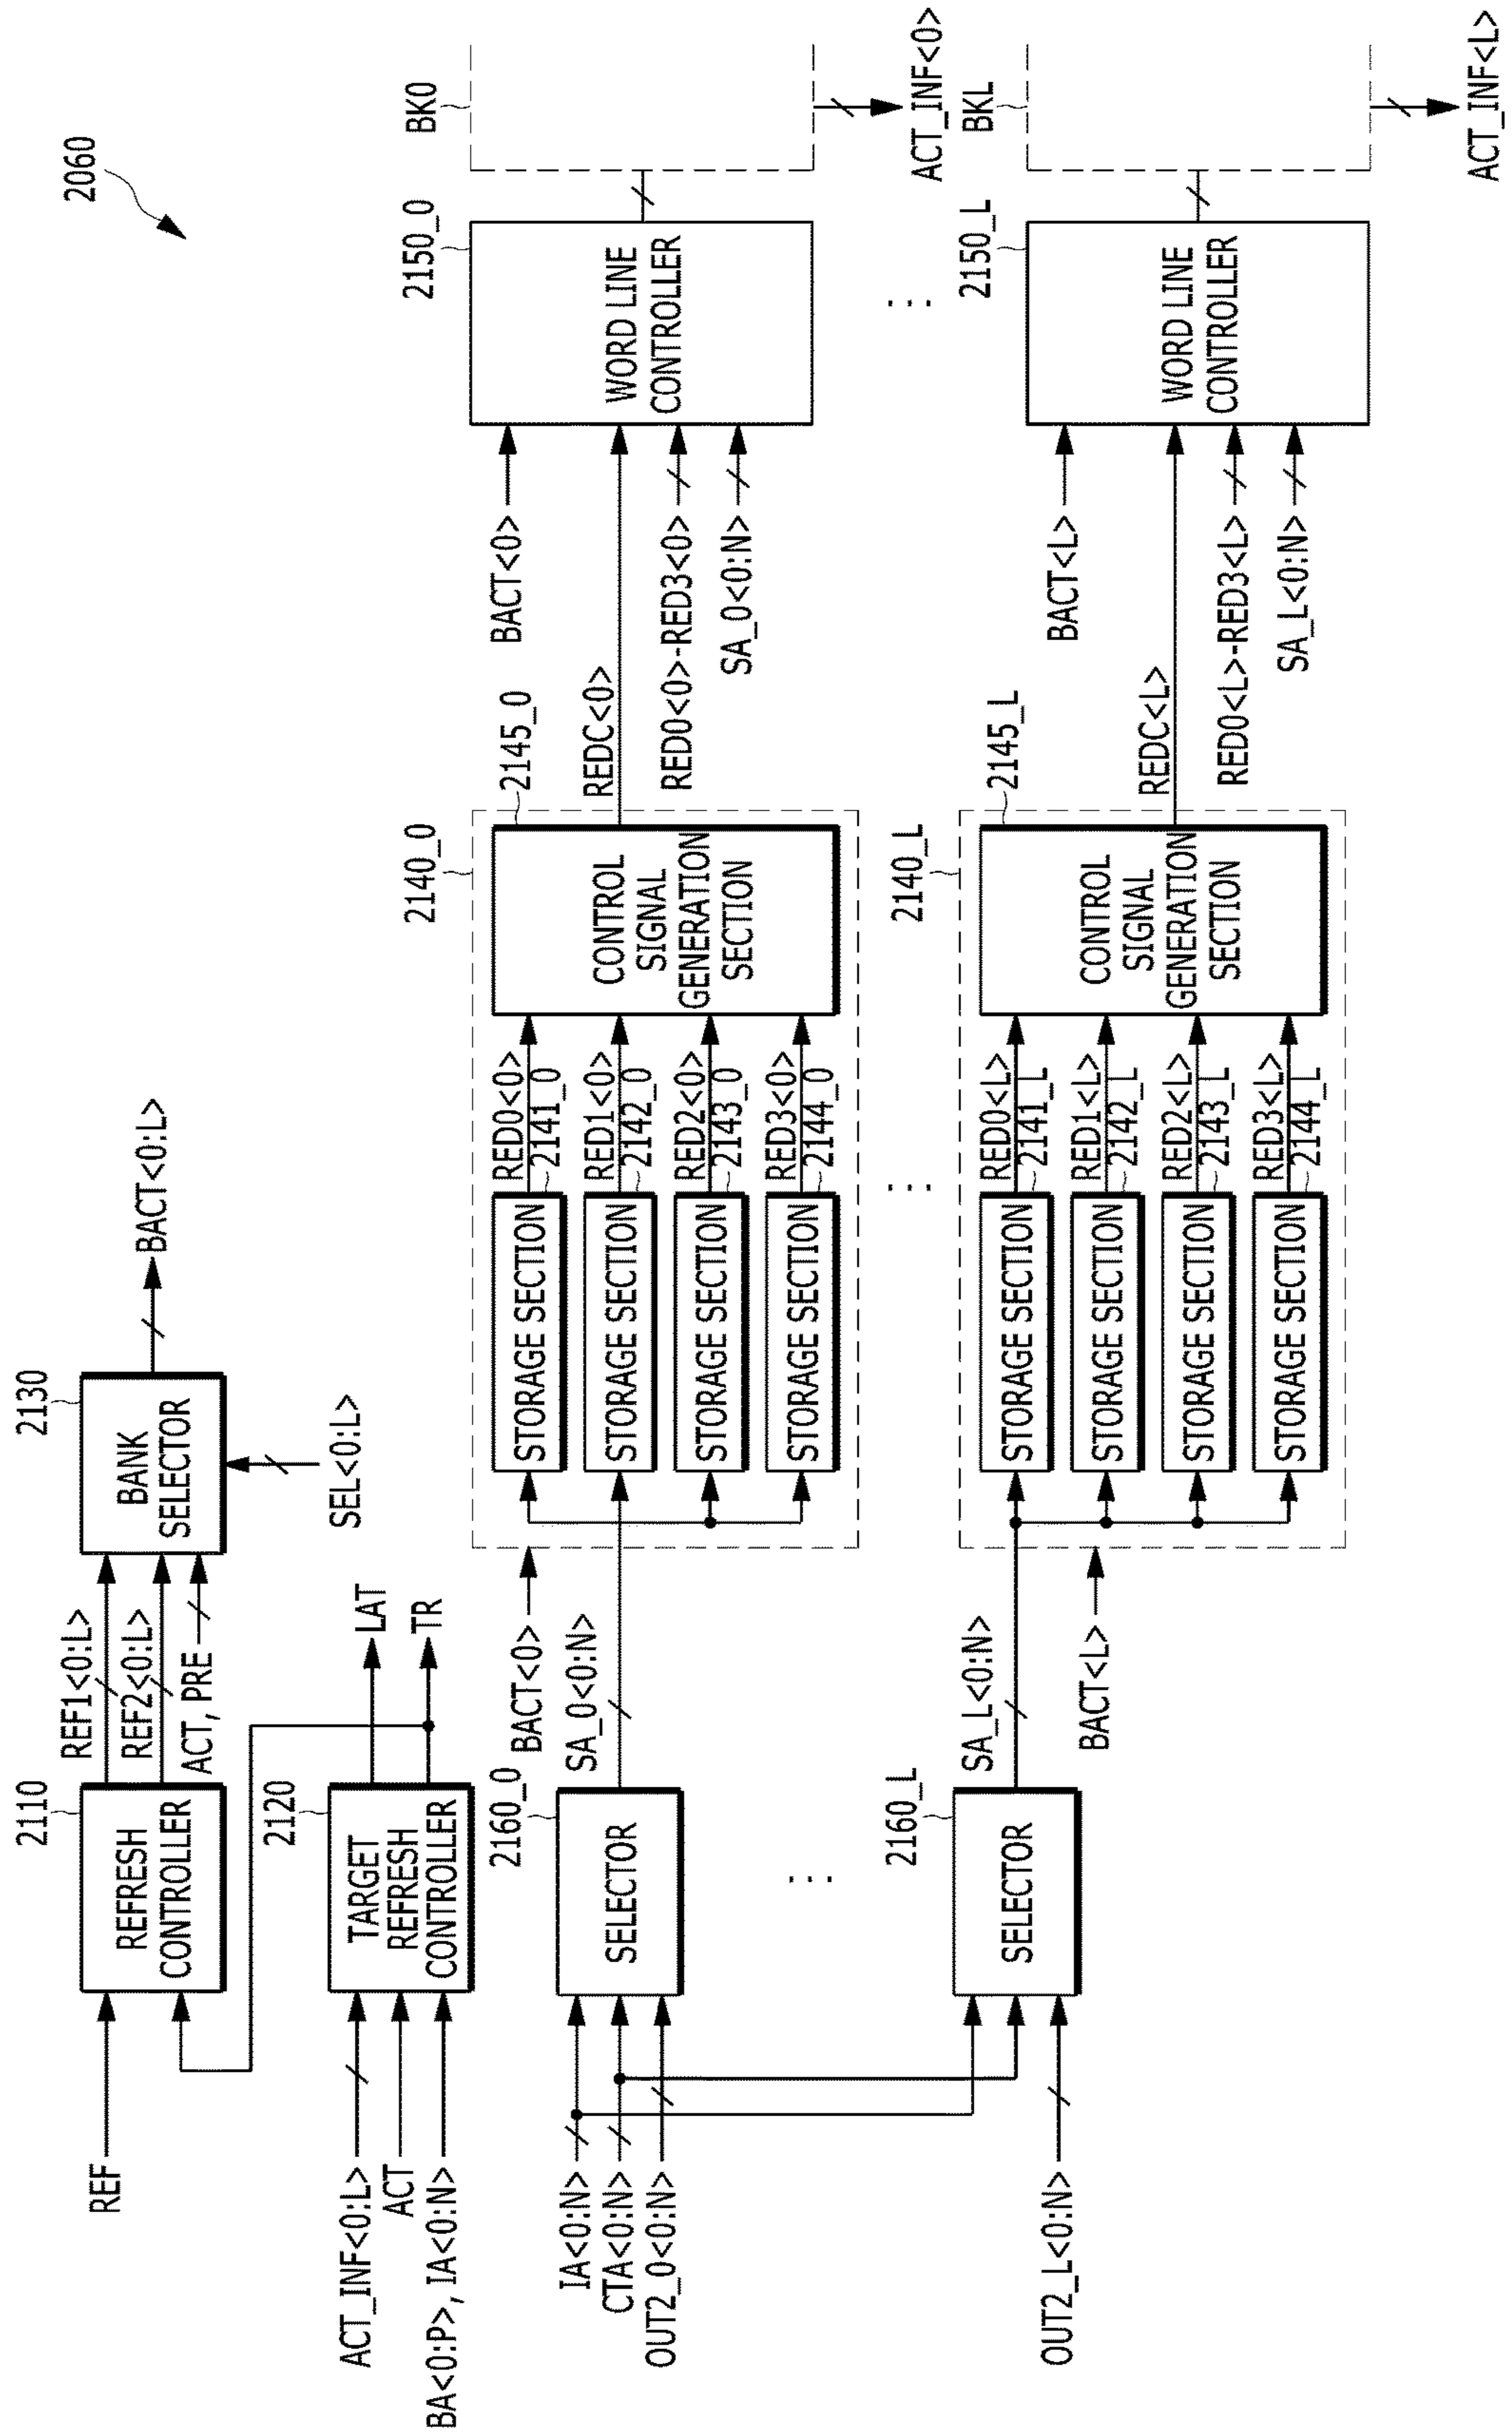 2060
REF
2110
REFRESH
CONTROLLER
REF1<0:L>
REF2<0:L>
ACT, PRE
2130
BANK
SELECTOR
SEL<0:L>
BACT<0:L>
ACT_INF<0:L>
ACT
BA<0:P>, IA<0:N>
2120
TARGET
REFRESH
CONTROLLER
LAT
TR
IA<0:N>
CTA<0:N>
OUT2_0<0:N>
2160_0
SELECTOR
BACT<0>
SA_0<0:N>
2140_0
STORAGE SECTION
RED0<0>
2141_0
STORAGE SECTION
RED1<0>
2142_0
STORAGE SECTION
RED2<0>
2143_0
STORAGE SECTION
RED3<0>
2144_0
CONTROL
SIGNAL
GENERATION
SECTION
2145_0
REDC<0>
BACT<0>
RED0<0>-RED3<0>
SA_0<0:N>
2150_0
WORD LINE
CONTROLLER
BK0
ACT_INF<0>
...
...
...
OUT2_L<0:N>
2160_L
SELECTOR
SA_L<0:N>
BACT<L>
2140_L
STORAGE SECTION
RED0<L>
2141_L
STORAGE SECTION
RED1<L>
2142_L
STORAGE SECTION
RED2<L>
2143_L
STORAGE SECTION
RED3<L>
2144_L
CONTROL
SIGNAL
GENERATION
SECTION
2145_L
REDC<L>
BACT<L>
RED0<L>-RED3<L>
SA_L<0:N>
2150_L
WORD LINE
CONTROLLER
BKL
ACT_INF<L>